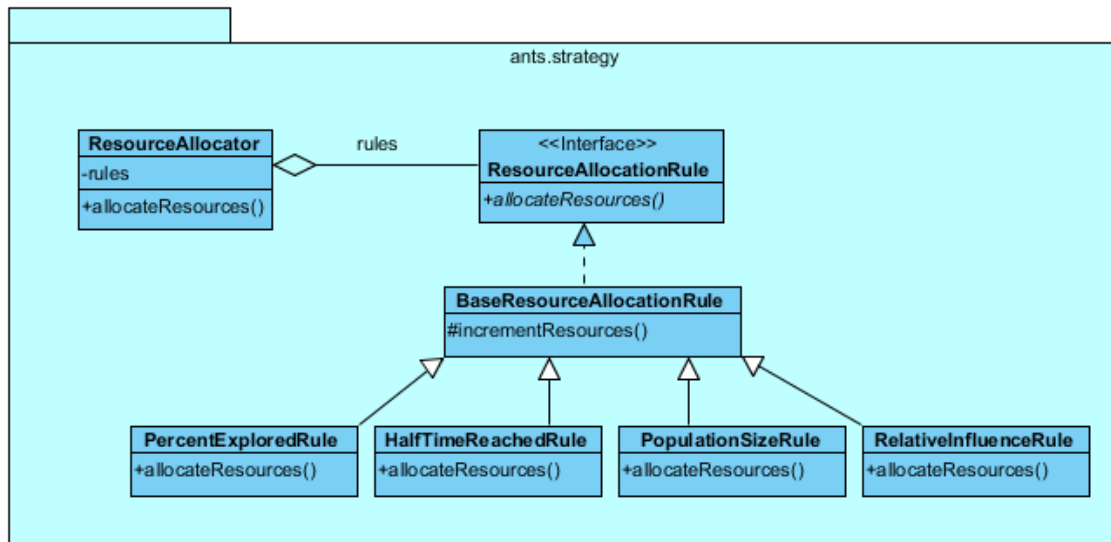 ants.strategy
ResourceAllocator
-rules
+allocateResources()
rules
<<Interface>>
ResourceAllocationRule
+allocateResources()
BaseResourceAllocationRule
#incrementResources()
PercentExploredRule
+allocateResources()
HalfTimeReachedRule
+allocateResources()
PopulationSizeRule
+allocateResources()
RelativeInfluenceRule
+allocateResources()